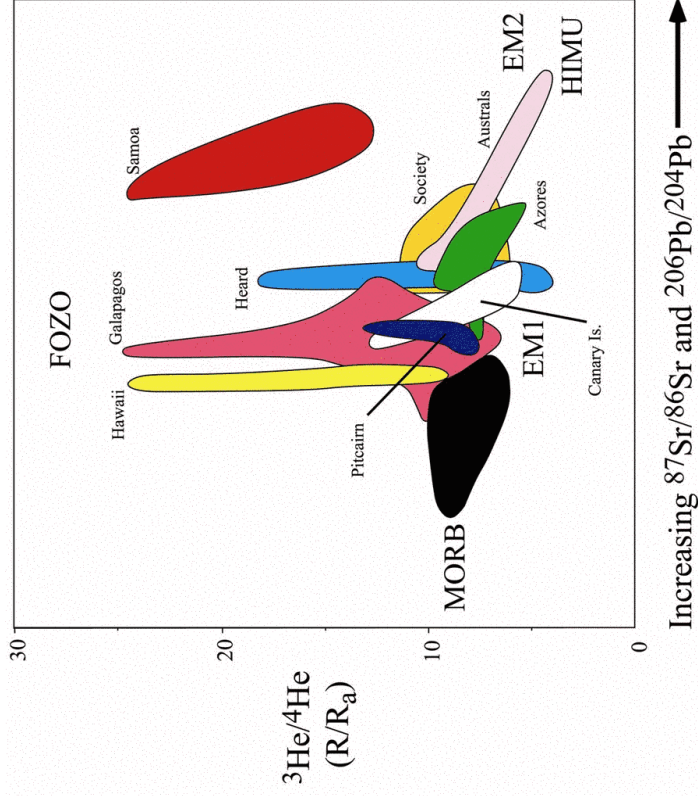 FOZO
Samoa
Galapagos
Hawaii
Heard
Society
Australs
EM2
HIMU
Azores
Pitcairn
EM1
Canary Is.
MORB
30
20
10
0
³He/⁴He
(R/Rₐ)
Increasing ⁸⁷Sr/⁸⁶Sr and ²⁰⁶Pb/²⁰⁴Pb